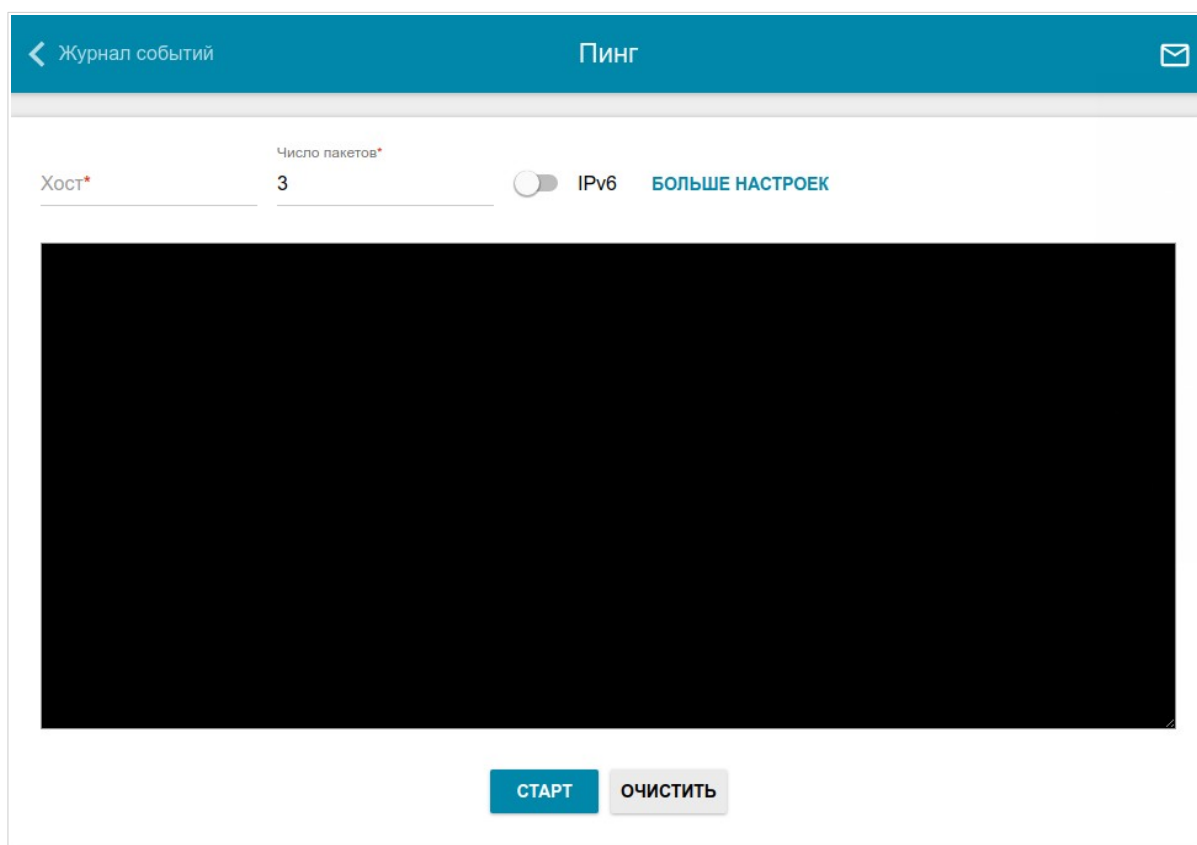 Журнал событий
Пинг
Число пакетов*
Хост*
3
IPv6
БОЛЬШЕ НАСТРОЕК
СТАРТ
ОЧИСТИТЬ